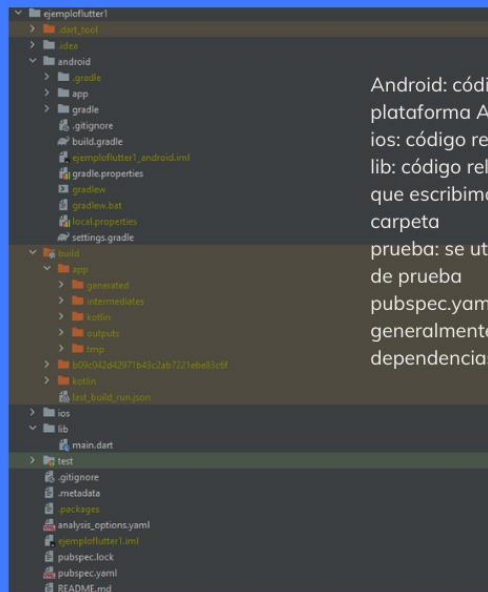 ejemploflutter1
.dart_tool
.idea
android
.gradle
app
gradle
.gitignore
build.gradle
ejemploflutter1_android.iml
gradle.properties
gradlew
gradlew.bat
local.properties
settings.gradle
build
app
generated
intermediates
kotlin
outputs
tmp
kotlin
last_build_run.json
ios
lib
main.dart
test
.gitignore
.metadata
.packages
analysis_options.yaml
ejemploflutter1.iml
pubspec.lock
pubspec.yaml
README.md
Android: códi
plataforma A
ios: código re
lib: código rel
que escribimo
carpeta
prueba: se ut
de prueba
pubspec.yam
generalmente
dependencias